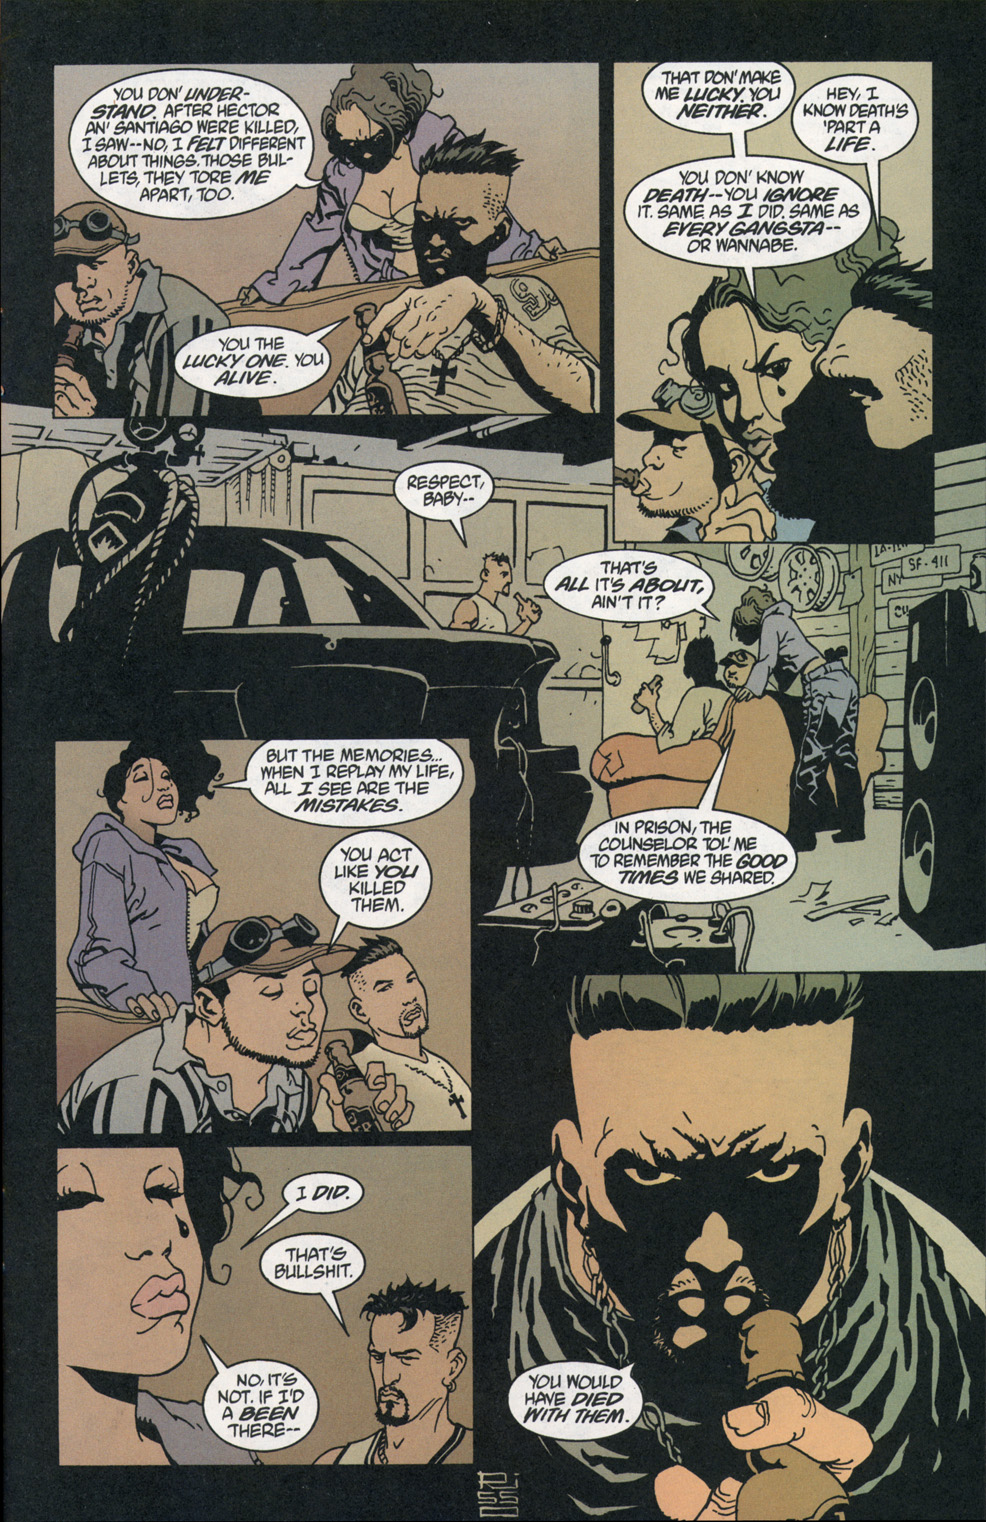 YOU DON' UNDER-
STAND. AFTER HECTOR
AN' SANTIAGO WERE KILLED,
I SAW--NO, I FELT DIFFERENT
ABOUT THINGS. THOSE BUL-
LETS, THEY TORE ME
APART, TOO.
YOU THE
LUCKY ONE. YOU
ALIVE.
THAT DON' MAKE
ME LUCKY. YOU
NEITHER.
HEY, I
KNOW DEATH'S
'PART A
LIFE.
YOU DON' KNOW
DEATH--YOU IGNORE
IT. SAME AS I DID. SAME AS
EVERY GANGSTA--
OR WANNABE.
RESPECT,
BABY--
THAT'S
ALL IT'S ABOUT,
AIN'T IT?
SF-411
NY
IN PRISON, THE
COUNSELOR TOL' ME
TO REMEMBER THE GOOD
TIMES WE SHARED.
BUT THE MEMORIES...
WHEN I REPLAY MY LIFE,
ALL I SEE ARE THE
MISTAKES.
YOU ACT
LIKE YOU
KILLED
THEM.
I DID.
THAT'S
BULLSHIT.
NO, IT'S
NOT. IF I'D
A BEEN
THERE--
YOU WOULD
HAVE DIED
WITH THEM.
RISSO